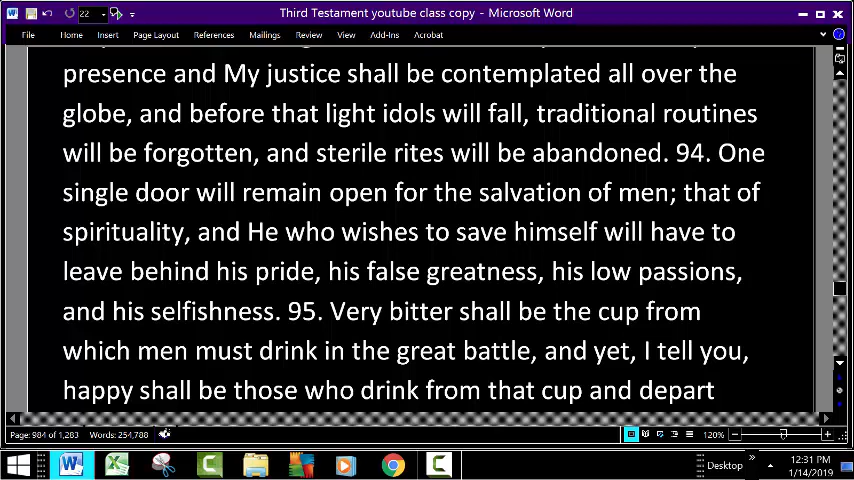 22 Third Testament youtube class copy - Microsoft Word
File Home Insert Page Layout References Mailings Review View Add-Ins Acrobat
presence and My justice shall be contemplated all over the
globe, and before that light idols will fall, traditional routines
will be forgotten, and sterile rites will be abandoned. 94. One
single door will remain open for the salvation of men; that of
spirituality, and He who wishes to save himself will have to
leave behind his pride, his false greatness, his low passions,
and his selfishness. 95. Very bitter shall be the cup from
which men must drink in the great battle, and yet, I tell you,
happy shall be those who drink from that cup and depart
Page: 984 of 1,283 Words: 254,788 120%
Desktop 12:31 PM
1/14/2019